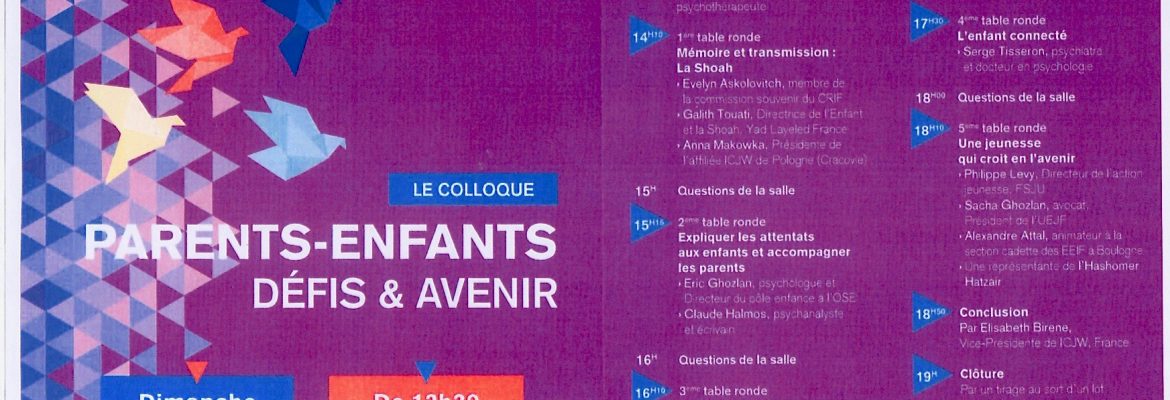 LE COLLOQUE
PARENTS-ENFANTS
DÉFIS & AVENIR
Dimanche
De 13h30
psychothérapeute
14H10 1ère table ronde
Mémoire et transmission :
La Shoah
› Evelyn Askolovitch, membre de
la commission souvenir du CRIF
› Galith Touati, Directrice de l'Enfant
et la Shoah, Yad Layeled France
› Anna Makowka, Présidente de
l'affiliée ICJW de Pologne (Cracovie)
15H Questions de la salle
15H15 2ème table ronde
Expliquer les attentats
aux enfants et accompagner
les parents
› Eric Ghozlan, psychologue et
Directeur du pôle enfance à l'OSE
› Claude Halmos, psychanalyste
et écrivain
16H Questions de la salle
16H10 3ème table ronde
17H30 4ème table ronde
L'enfant connecté
› Serge Tisseron, psychiatre
et docteur en psychologie
18H00 Questions de la salle
18H10 5ème table ronde
Une jeunesse
qui croit en l'avenir
› Philippe Levy, Directeur de l'action
jeunesse, FSJU
› Sacha Ghozlan, avocat,
Président de l'UEJF
› Alexandre Attal, animateur à la
section cadette des EEIF à Boulogne
› Une représentante de l'Hashomer
Hatzair
18H50 Conclusion
Par Elisabeth Birene,
Vice-Présidente de ICJW, France
19H Clôture
Par un tirage au sort d'un lot